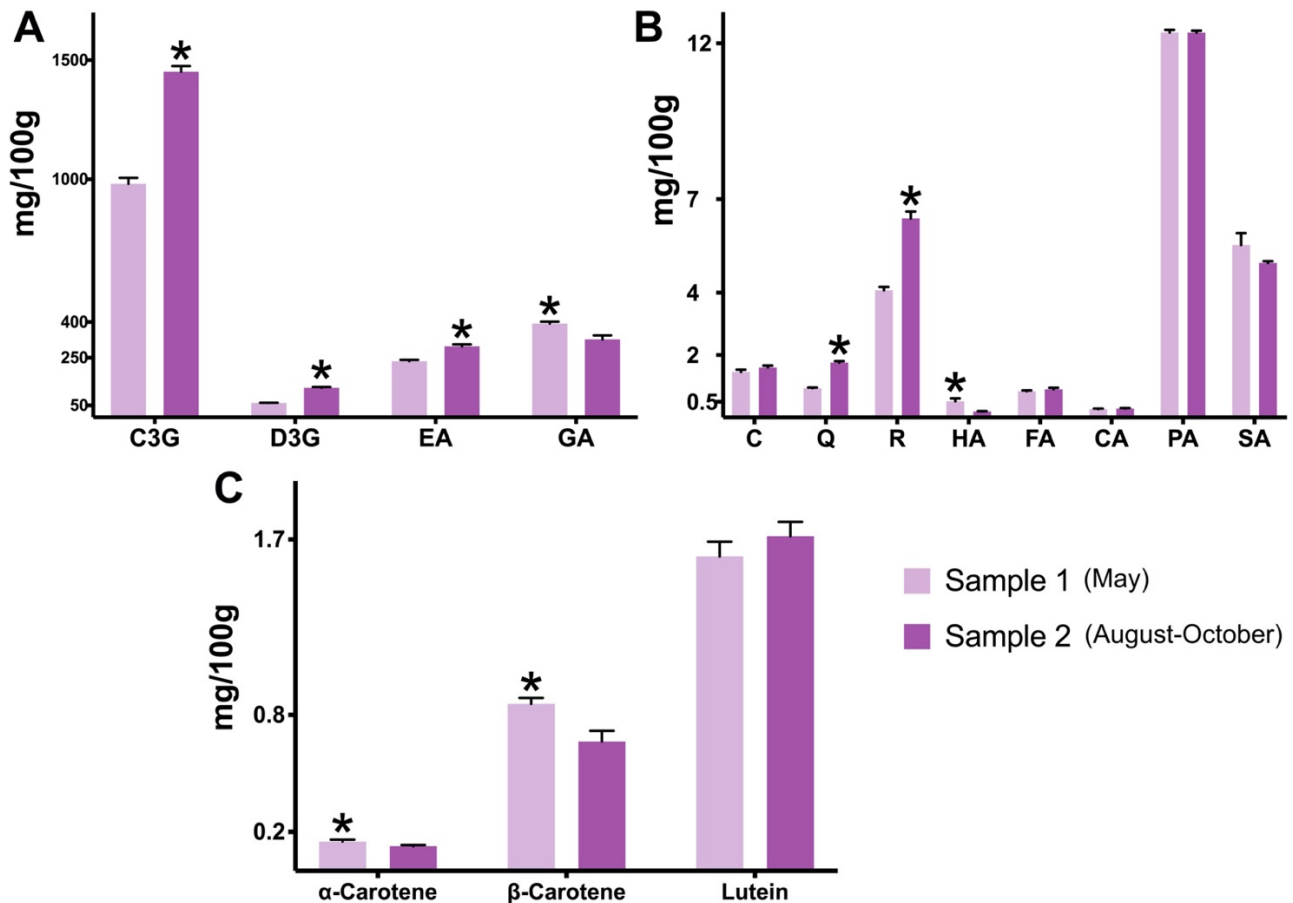 A
mg/100g
1500
1000
400
250
50
*
*
*
*
C3G D3G EA GA
B
mg/100g
12
7
4
2
0.5
*
*
*
C Q R HA FA CA PA SA
C
mg/100g
1.7
0.8
0.2
*
*
α-Carotene β-Carotene Lutein
Sample 1 (May)
Sample 2 (August-October)